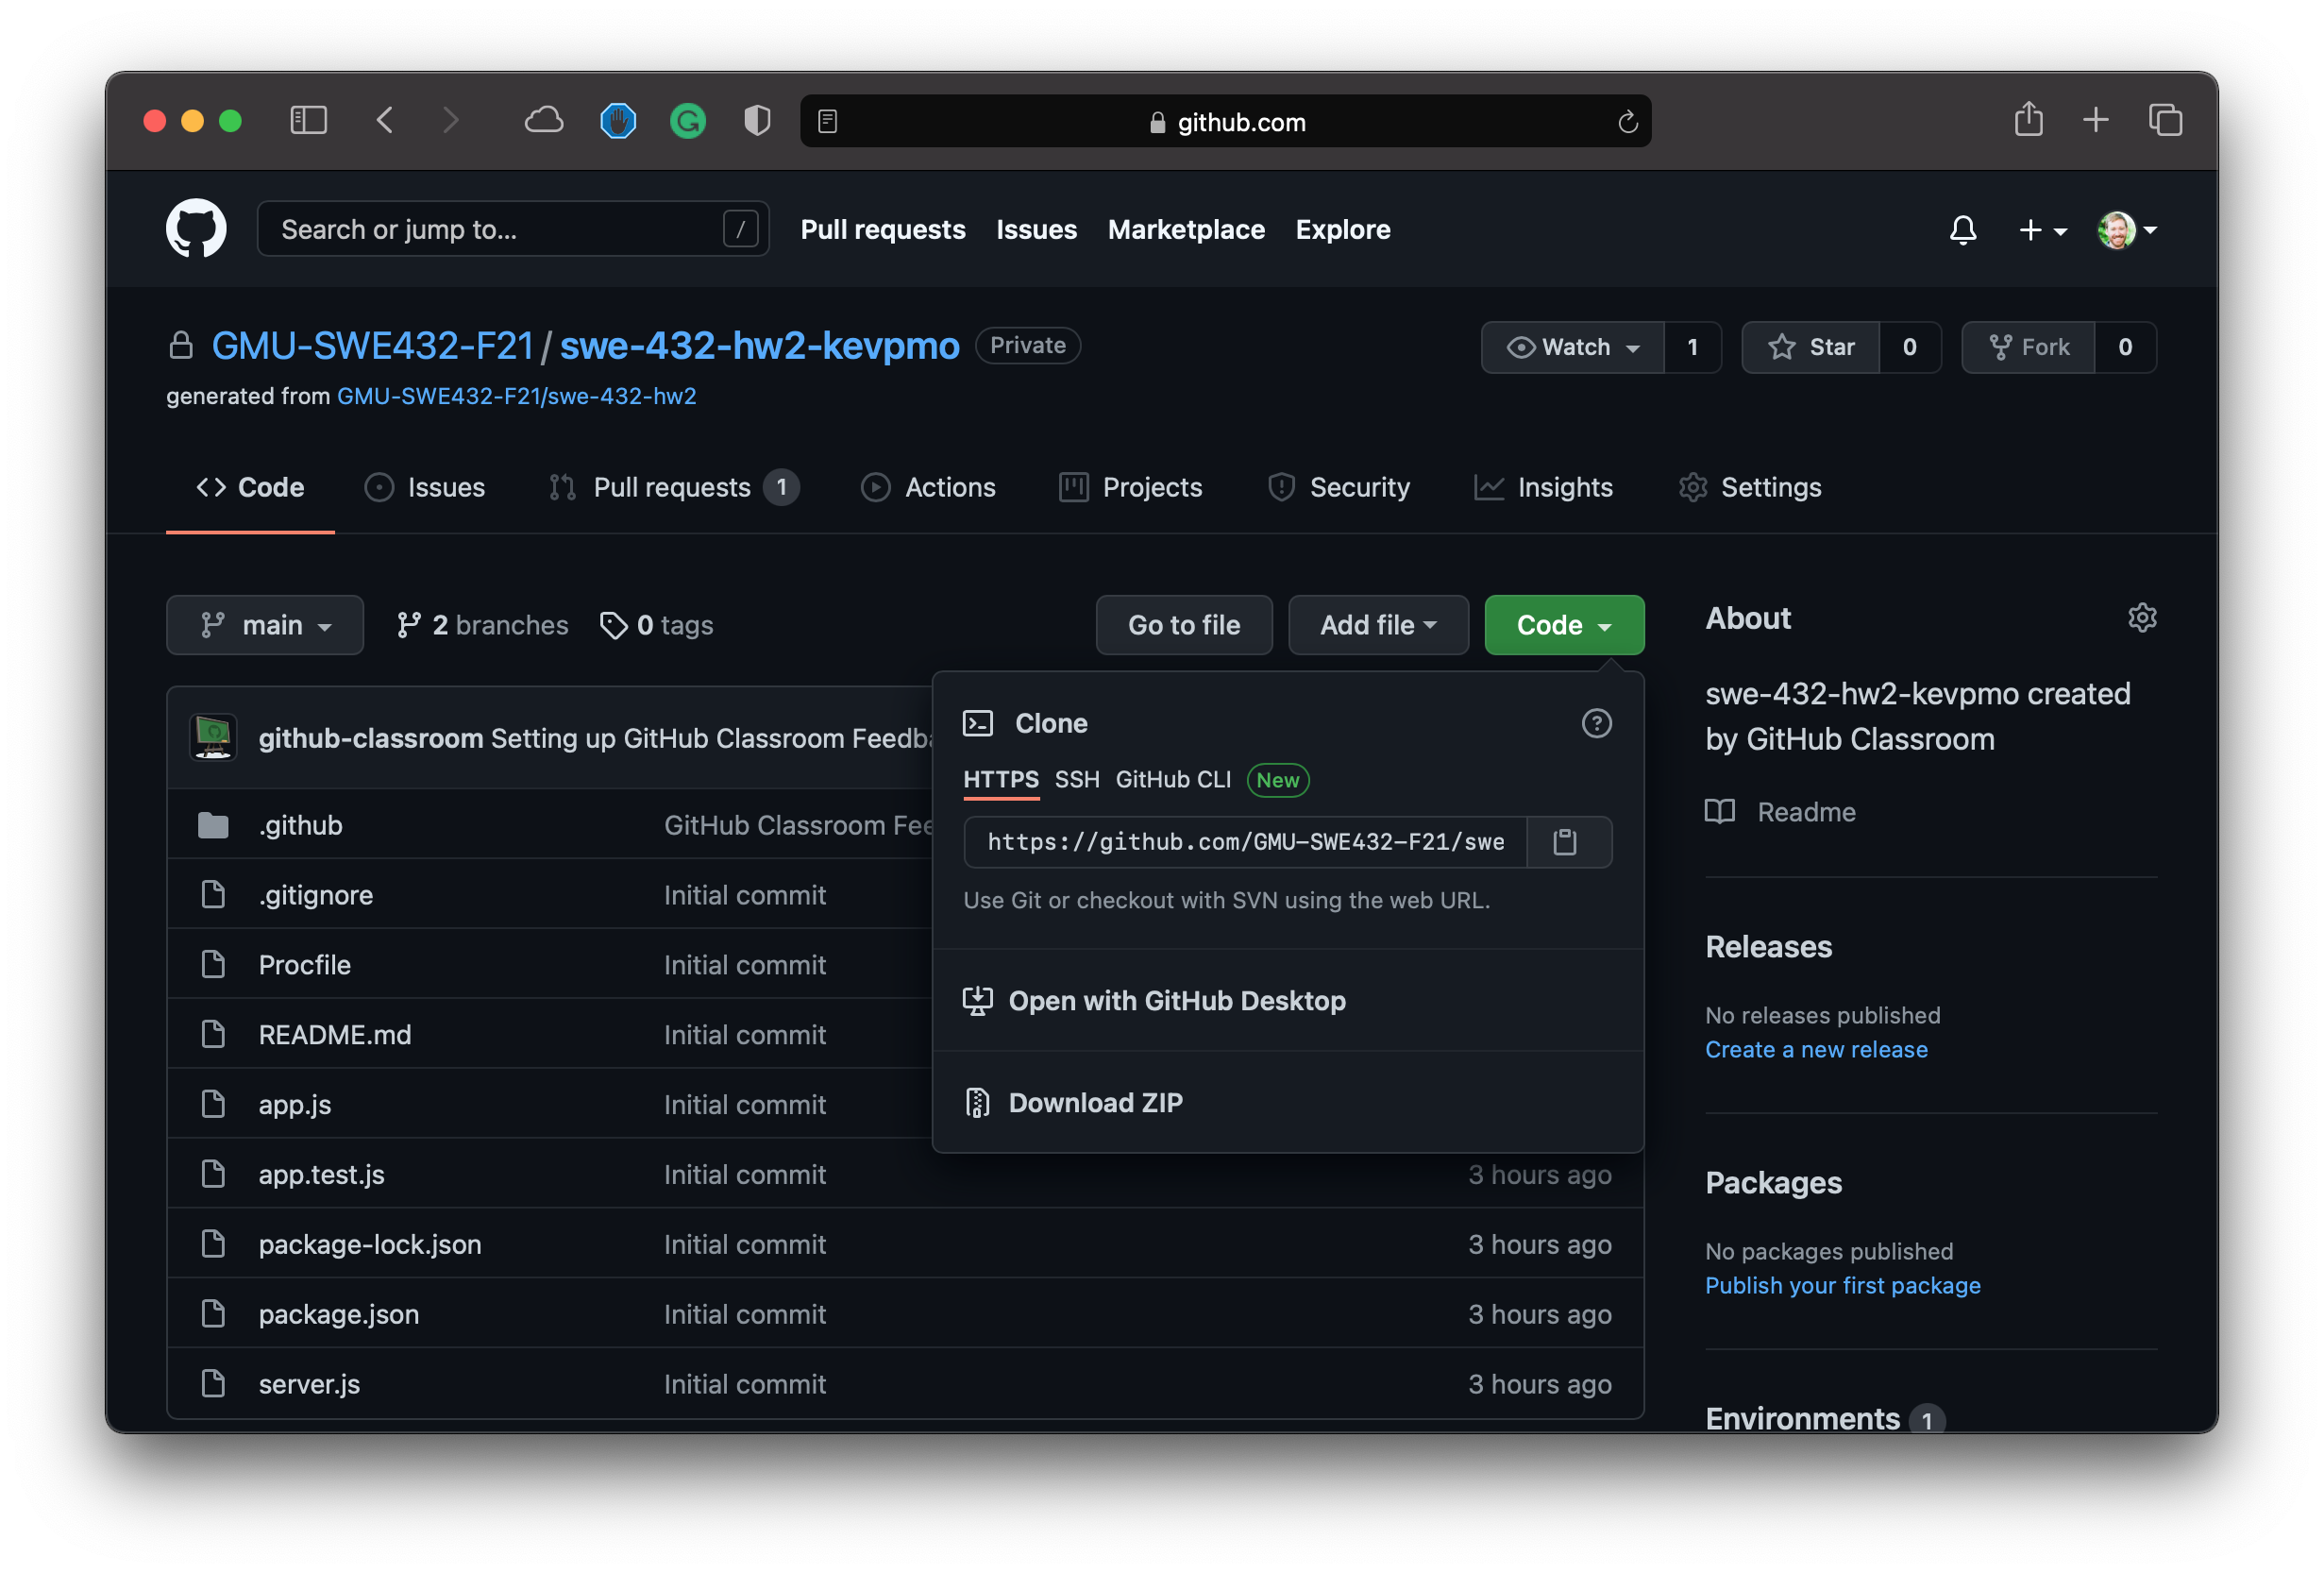 github.com
Search or jump to... /
Pull requests Issues Marketplace Explore
GMU-SWE432-F21 / swe-432-hw2-kevpmo Private
Watch 1 Star 0 Fork 0
generated from GMU-SWE432-F21/swe-432-hw2
Code Issues Pull requests 1 Actions Projects Security Insights Settings
main 2 branches 0 tags Go to file Add file Code
About
swe-432-hw2-kevpmo created
by GitHub Classroom
Readme
Releases
No releases published
Create a new release
Packages
No packages published
Publish your first package
Environments 1
Clone
HTTPS SSH GitHub CLI New
https://github.com/GMU-SWE432-F21/swe
Use Git or checkout with SVN using the web URL.
Open with GitHub Desktop
Download ZIP
github-classroom Setting up GitHub Classroom
.github GitHub Classroom
.gitignore Initial commit
Procfile Initial commit
README.md Initial commit
app.js Initial commit
app.test.js Initial commit 3 hours ago
package-lock.json Initial commit 3 hours ago
package.json Initial commit 3 hours ago
server.js Initial commit 3 hours ago